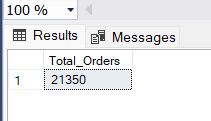 100 %
Results Messages
Total_Orders
1 21350